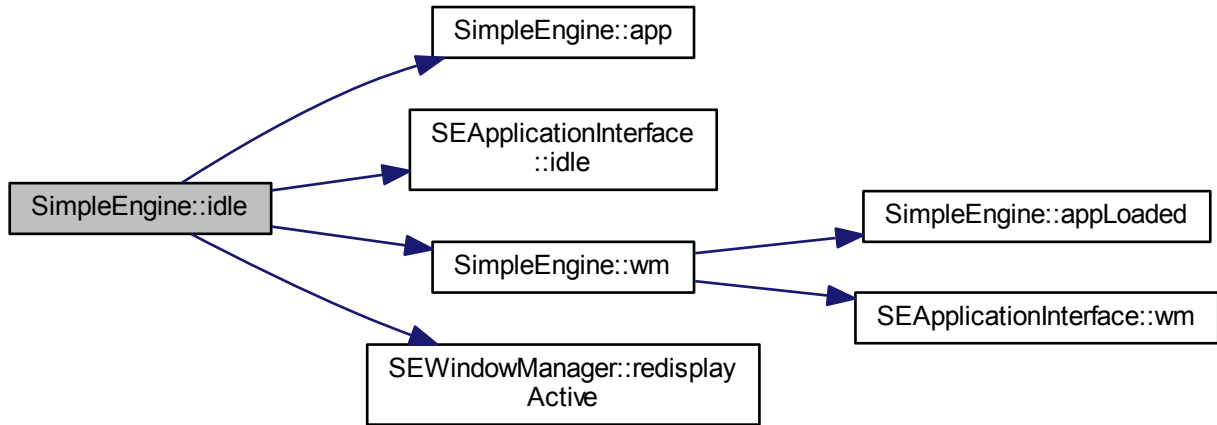 SimpleEngine::app
SEApplicationInterface
::idle
SimpleEngine::idle
SimpleEngine::appLoaded
SimpleEngine::wm
SEApplicationInterface::wm
SEWindowManager::redisplay
Active